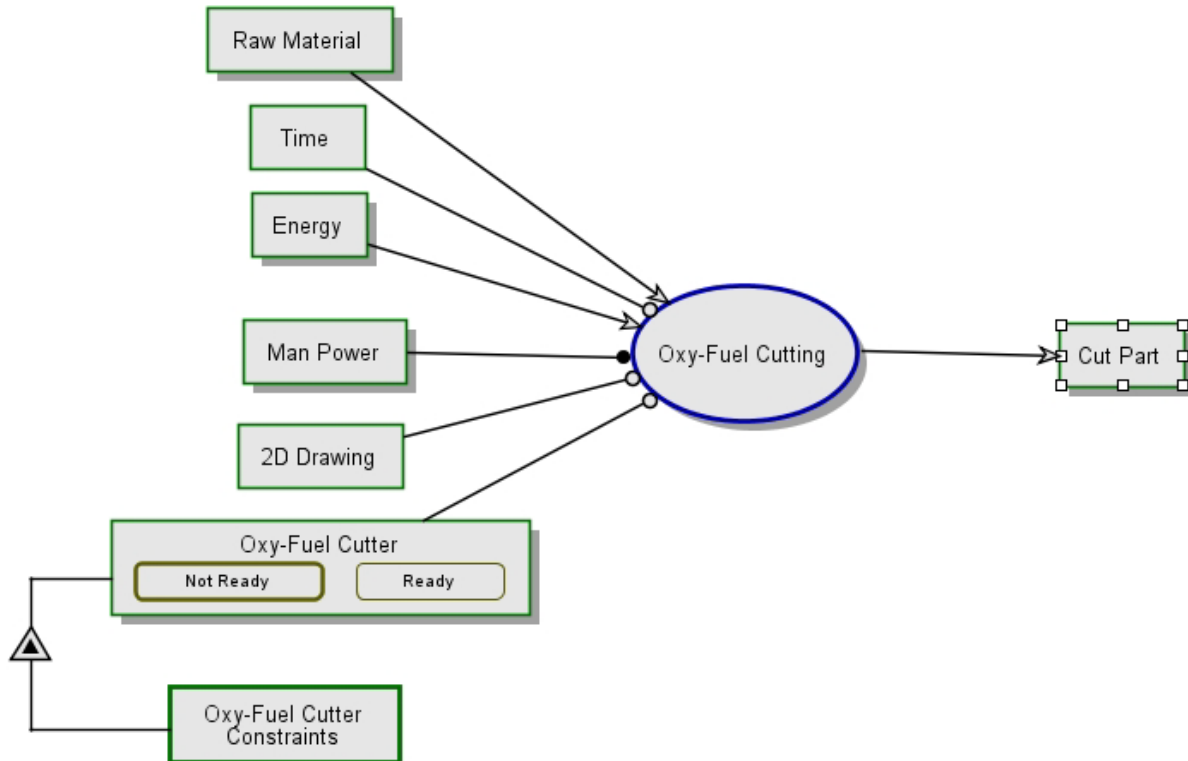 Raw Material
Time
Energy
Man Power
Oxy-Fuel Cutting
Cut Part
2D Drawing
Oxy-Fuel Cutter
Not Ready
Ready
Oxy-Fuel Cutter
Constraints